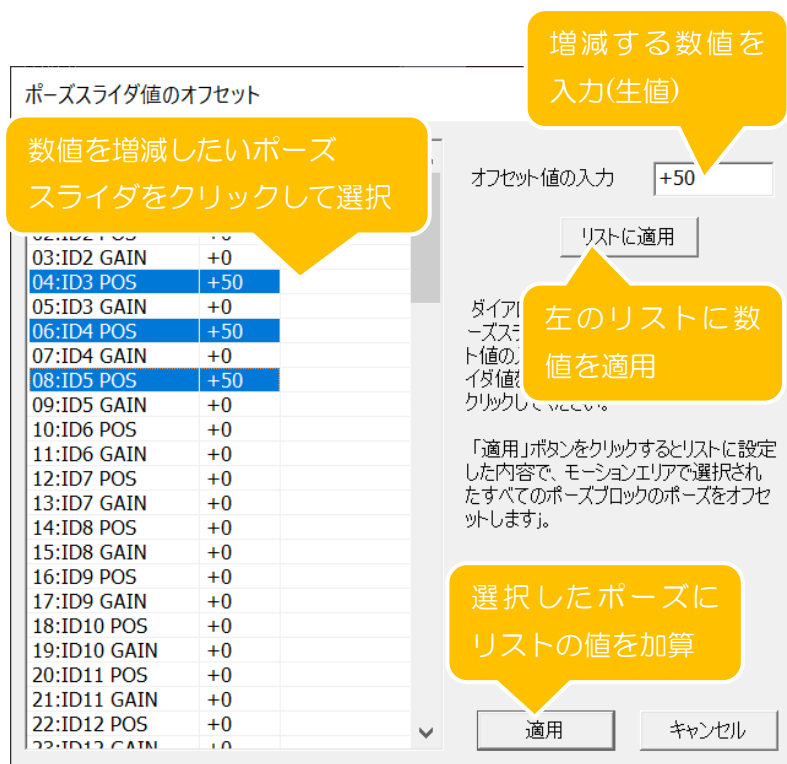 増減する数値を
入力(生値)
ポーズスライダ値のオフセット
数値を増減したいポーズ
スライダをクリックして選択
オフセット値の入力 +50
リストに適用
03:ID2 GAIN +0
04:ID3 POS +50
05:ID3 GAIN +0
06:ID4 POS +50
07:ID4 GAIN +0
08:ID5 POS +50
09:ID5 GAIN +0
10:ID6 POS +0
11:ID6 GAIN +0
12:ID7 POS +0
13:ID7 GAIN +0
14:ID8 POS +0
15:ID8 GAIN +0
16:ID9 POS +0
17:ID9 GAIN +0
18:ID10 POS +0
19:ID10 GAIN +0
20:ID11 POS +0
21:ID11 GAIN +0
22:ID12 POS +0
23:ID12 GAIN +0
左のリストに数
値を適用
「適用」ボタンをクリックするとリストに設定
した内容で、モーションエリアで選択され
たすべてのポーズブロックのポーズをオフセ
ットします」。
選択したポーズに
リストの値を加算
適用 キャンセル